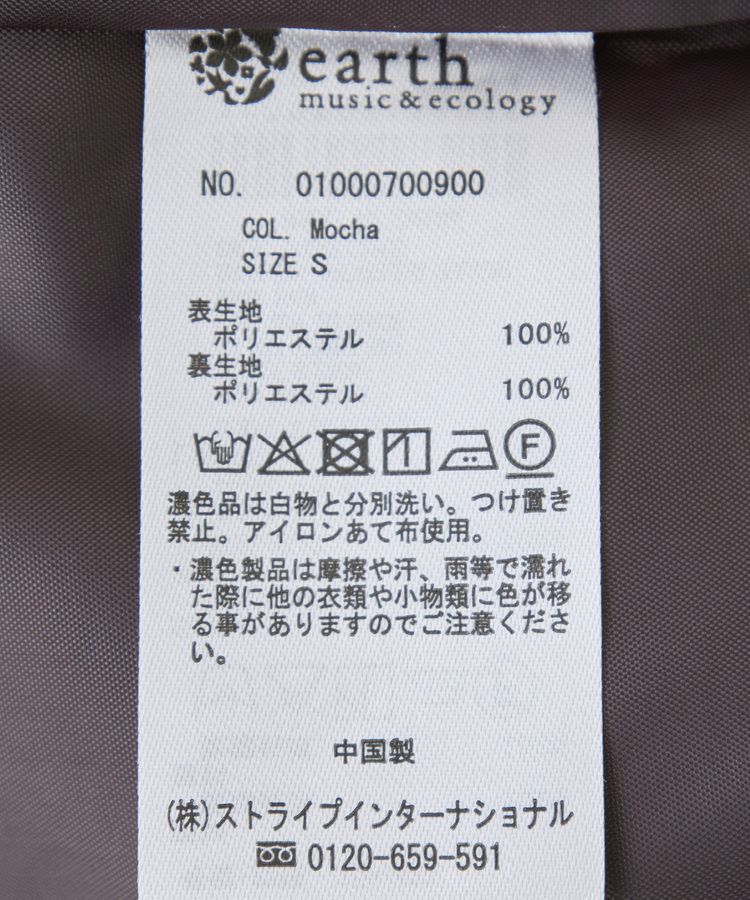 earth
music & ecology
NO. 01000700900
COL. Mocha
SIZE S
表生地
ポリエステル 100%
裏生地
ポリエステル 100%
F
濃色品は白物と分別洗い。つけ置き
禁止。アイロンあて布使用。
・濃色製品は摩擦や汗、雨等で濡れ
た際に他の衣類や小物類に色が移
る事がありますのでご注意くださ
い。
中国製
(株)ストライプインターナショナル
0120-659-591